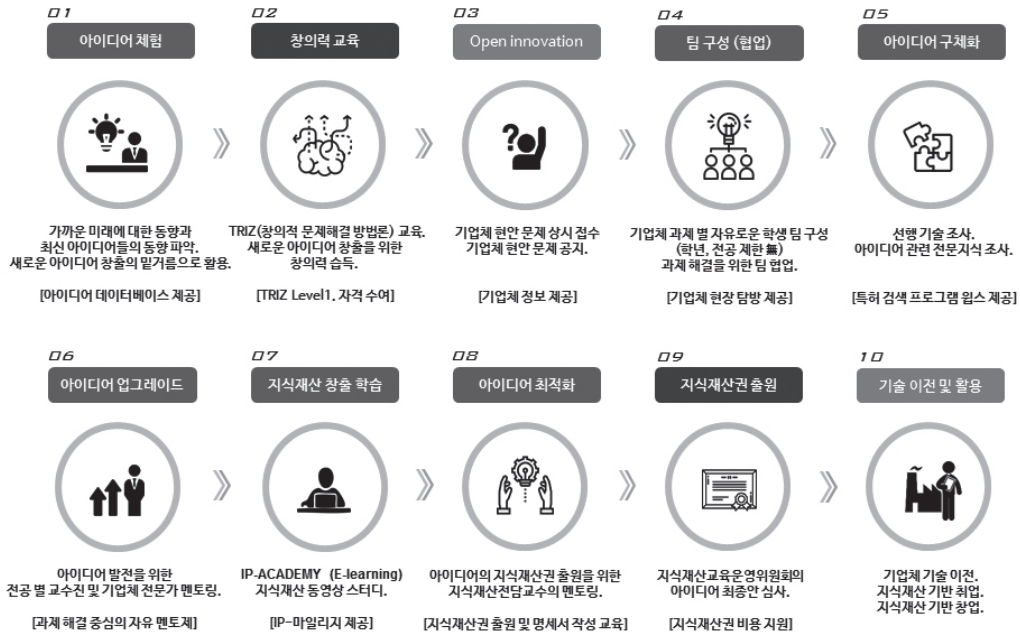 01
아이디어 체험
가까운 미래에 대한 동향과
최신 아이디어들의 동향 파악.
새로운 아이디어 창출의 밑거름으로 활용.
[아이디어 데이터베이스 제공]
02
창의력 교육
TRIZ(창의적 문제해결 방법론) 교육.
새로운 아이디어 창출을 위한
창의력 습득.
[TRIZ Level1. 자격 수여]
03
Open innovation
기업체 현안 문제 상시 접수
기업체 현안 문제 공지.
[기업체 정보 제공]
04
팀 구성 (협업)
기업체 과제 별 자유로운 학생 팀 구성
(학년, 전공 제한 無)
과제 해결을 위한 팀 협업.
[기업체 현장 탐방 제공]
05
아이디어 구체화
선행 기술 조사.
아이디어 관련 전문지식 조사.
[특허 검색 프로그램 윕스 제공]
06
아이디어 업그레이드
아이디어 발전을 위한
전공 별 교수진 및 기업체 전문가 멘토링.
[과제 해결 중심의 자유 멘토제]
07
지식재산 창출 학습
IP-ACADEMY (E-learning)
지식재산 동영상 스터디.
[IP-마일리지 제공]
08
아이디어 최적화
아이디어의 지식재산권 출원을 위한
지식재산전담교수의 멘토링.
[지식재산권 출원 및 명세서 작성 교육]
09
지식재산권 출원
지식재산교육운영위원회의
아이디어 최종안 심사.
[지식재산권 비용 지원]
10
기술 이전 및 활용
기업체 기술 이전.
지식재산 기반 취업.
지식재산 기반 창업.